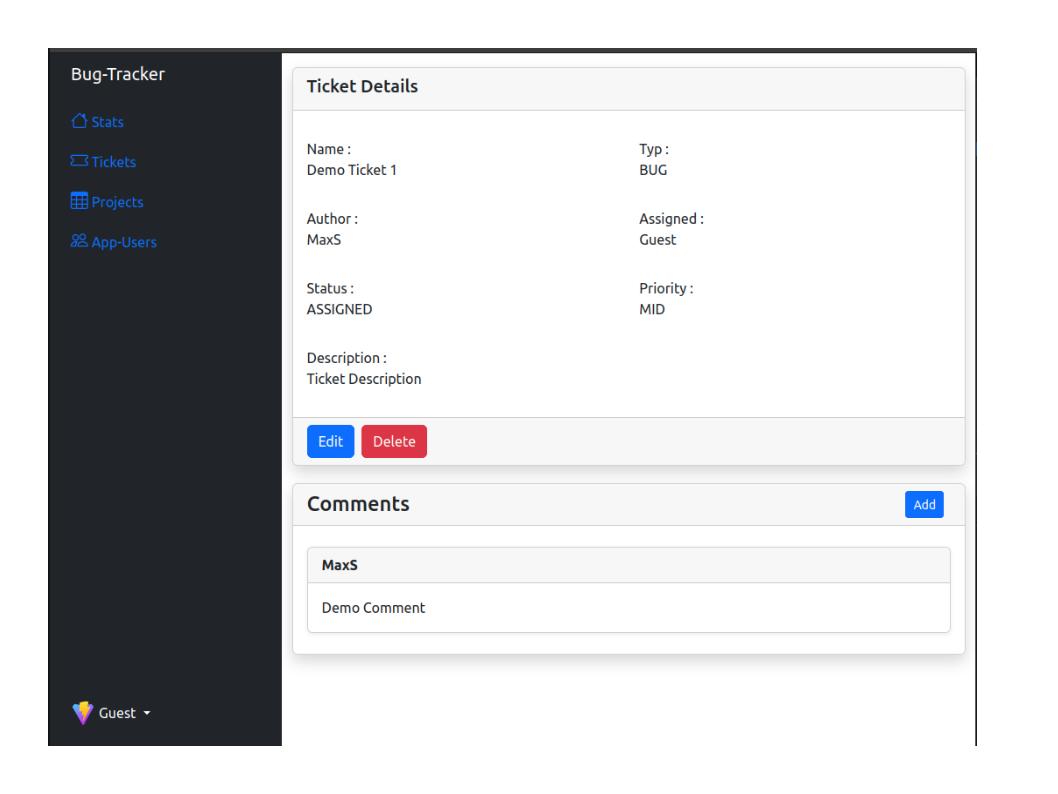 Bug-Tracker
Stats
Tickets
Projects
App-Users
Guest
Ticket Details
Name :
Demo Ticket 1
Typ :
BUG
Author :
MaxS
Assigned :
Guest
Status :
ASSIGNED
Priority :
MID
Description :
Ticket Description
Edit
Delete
Comments
Add
MaxS
Demo Comment